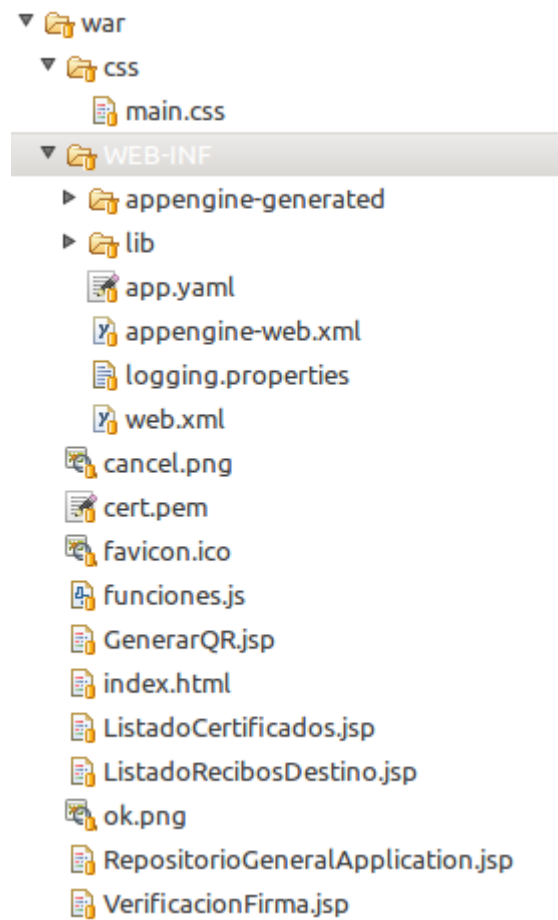 war
css
main.css
WEB-INF
appengine-generated
lib
app.yaml
appengine-web.xml
logging.properties
web.xml
cancel.png
cert.pem
favicon.ico
funciones.js
GenerarQR.jsp
index.html
ListadoCertificados.jsp
ListadoRecibosDestino.jsp
ok.png
RepositorioGeneralApplication.jsp
VerificacionFirma.jsp